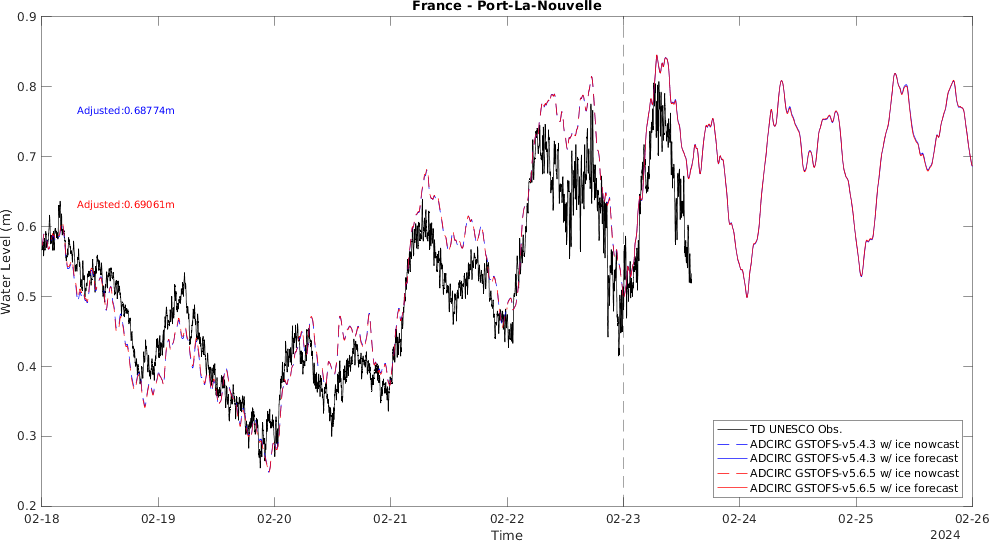 France - Port-La-Nouvelle
0.9
0.8
0.7
0.6
0.5
0.4
0.3
0.2
Water Level (m)
Adjusted:0.68774m
Adjusted:0.69061m
TD UNESCO Obs.
ADCIRC GSTOFS-v5.4.3 w/ ice nowcast
ADCIRC GSTOFS-v5.4.3 w/ ice forecast
ADCIRC GSTOFS-v5.6.5 w/ ice nowcast
ADCIRC GSTOFS-v5.6.5 w/ ice forecast
02-18 02-19 02-20 02-21 02-22 02-23 02-24 02-25 02-26
Time
2024